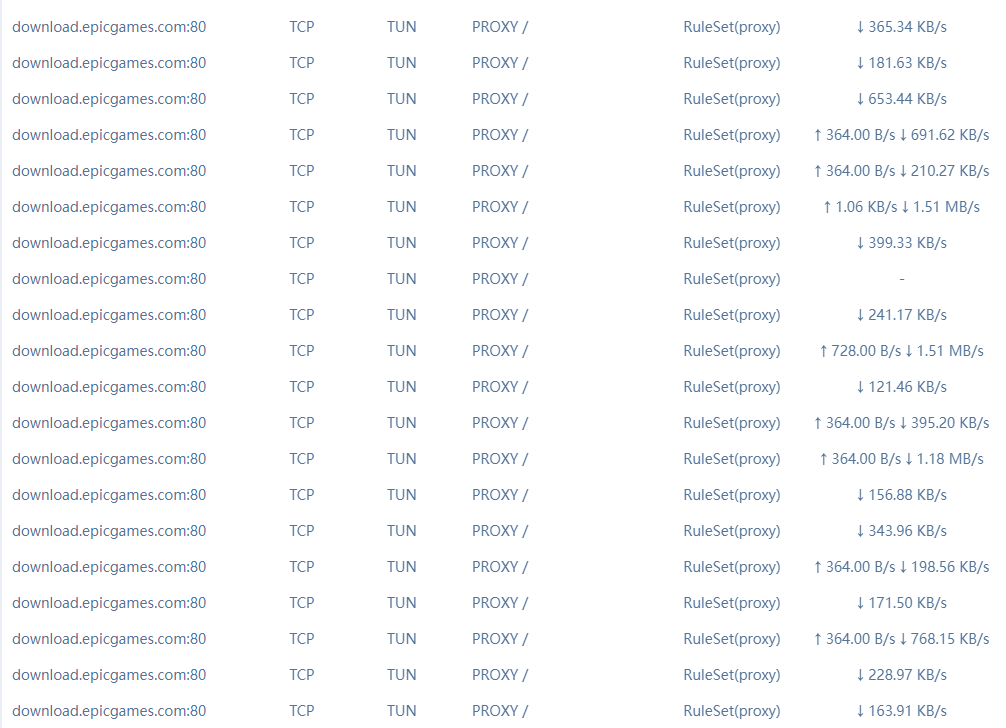 download.epicgames.com:80 TCP TUN PROXY / RuleSet(proxy) ↓ 365.34 KB/s
download.epicgames.com:80 TCP TUN PROXY / RuleSet(proxy) ↓ 181.63 KB/s
download.epicgames.com:80 TCP TUN PROXY / RuleSet(proxy) ↓ 653.44 KB/s
download.epicgames.com:80 TCP TUN PROXY / RuleSet(proxy) ↑ 364.00 B/s ↓ 691.62 KB/s
download.epicgames.com:80 TCP TUN PROXY / RuleSet(proxy) ↑ 364.00 B/s ↓ 210.27 KB/s
download.epicgames.com:80 TCP TUN PROXY / RuleSet(proxy) ↑ 1.06 KB/s ↓ 1.51 MB/s
download.epicgames.com:80 TCP TUN PROXY / RuleSet(proxy) ↓ 399.33 KB/s
download.epicgames.com:80 TCP TUN PROXY / RuleSet(proxy) -
download.epicgames.com:80 TCP TUN PROXY / RuleSet(proxy) ↓ 241.17 KB/s
download.epicgames.com:80 TCP TUN PROXY / RuleSet(proxy) ↑ 728.00 B/s ↓ 1.51 MB/s
download.epicgames.com:80 TCP TUN PROXY / RuleSet(proxy) ↓ 121.46 KB/s
download.epicgames.com:80 TCP TUN PROXY / RuleSet(proxy) ↑ 364.00 B/s ↓ 395.20 KB/s
download.epicgames.com:80 TCP TUN PROXY / RuleSet(proxy) ↑ 364.00 B/s ↓ 1.18 MB/s
download.epicgames.com:80 TCP TUN PROXY / RuleSet(proxy) ↓ 156.88 KB/s
download.epicgames.com:80 TCP TUN PROXY / RuleSet(proxy) ↓ 343.96 KB/s
download.epicgames.com:80 TCP TUN PROXY / RuleSet(proxy) ↑ 364.00 B/s ↓ 198.56 KB/s
download.epicgames.com:80 TCP TUN PROXY / RuleSet(proxy) ↓ 171.50 KB/s
download.epicgames.com:80 TCP TUN PROXY / RuleSet(proxy) ↑ 364.00 B/s ↓ 768.15 KB/s
download.epicgames.com:80 TCP TUN PROXY / RuleSet(proxy) ↓ 228.97 KB/s
download.epicgames.com:80 TCP TUN PROXY / RuleSet(proxy) ↓ 163.91 KB/s